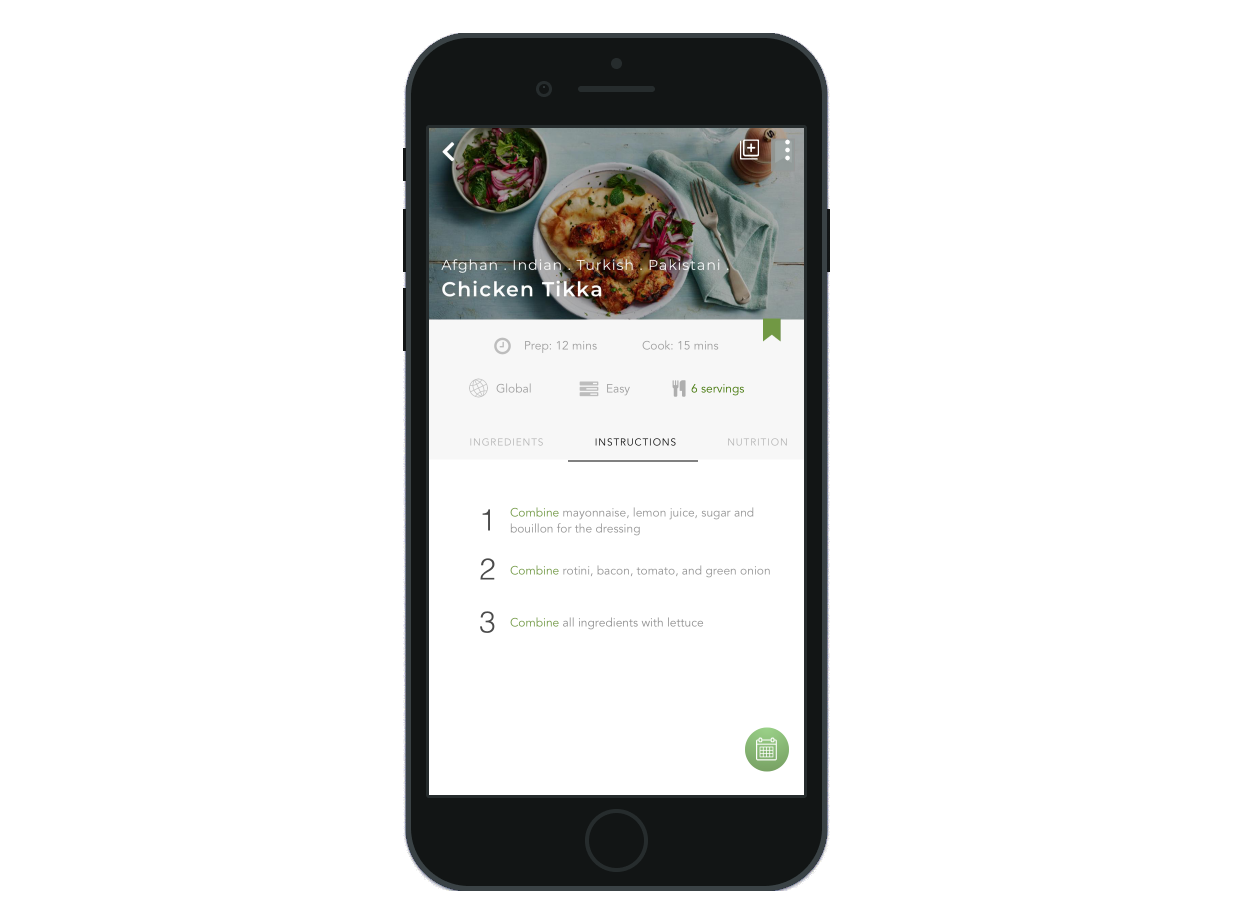 Afghan . Indian . Turkish . Pakistani .
Chicken Tikka
Prep: 12 mins Cook: 15 mins
Global Easy 6 servings
INGREDIENTS INSTRUCTIONS NUTRITION
1 Combine mayonnaise, lemon juice, sugar and
bouillon for the dressing
2 Combine rotini, bacon, tomato, and green onion
3 Combine all ingredients with lettuce